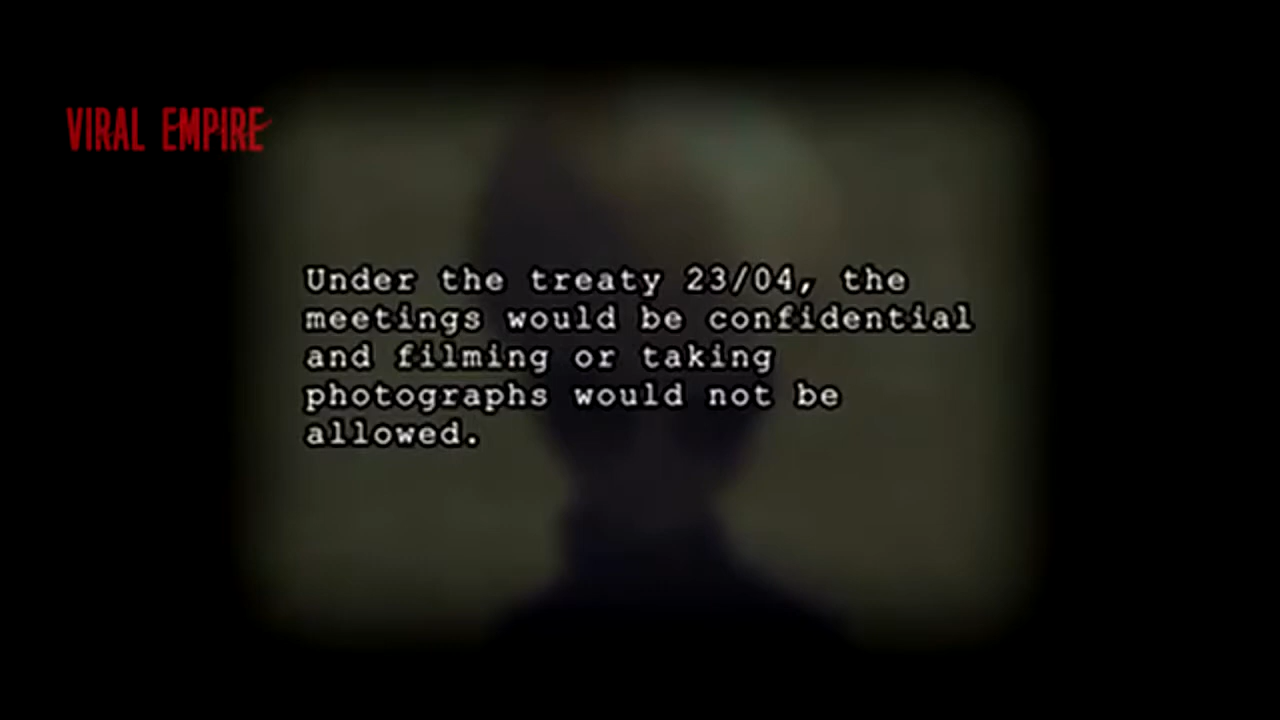 VIRAL EMPIRE
Under the treaty 23/04, the
meetings would be confidential
and filming or taking
photographs would not be
allowed.